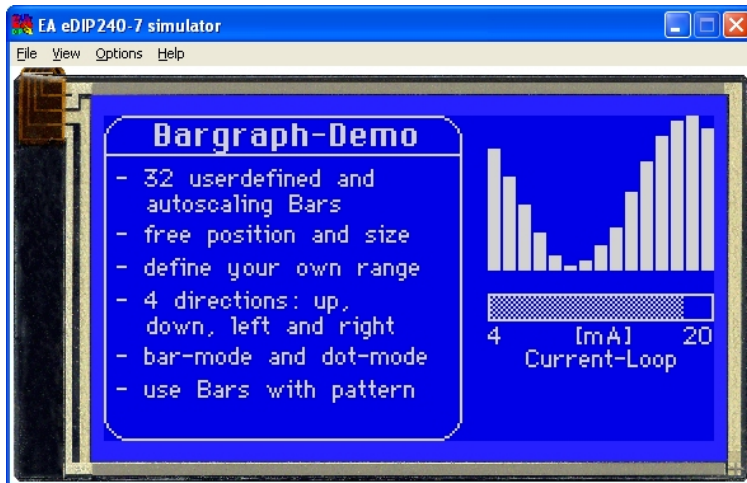 EA eDIP240-7 simulator
File View Options Help
Bargraph-Demo
- 32 userdefined and
autoscaling Bars
- free position and size
- define your own range
- 4 directions: up,
down, left and right
- bar-mode and dot-mode
- use Bars with pattern
4 [mA] 20
Current-Loop